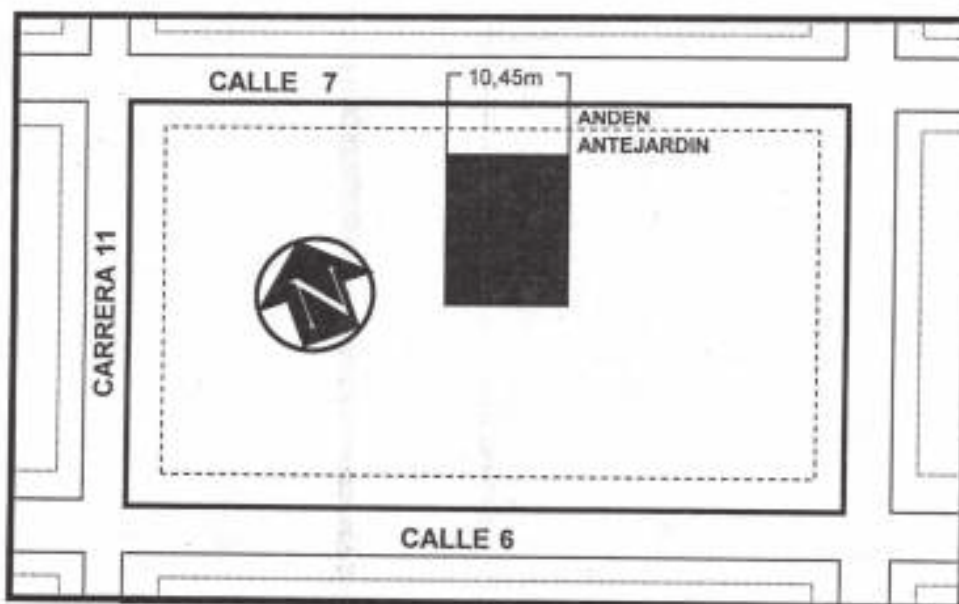 CALLE 7
10,45m
ANDEN
ANTEJARDIN
CARRERA 11
N
CALLE 6